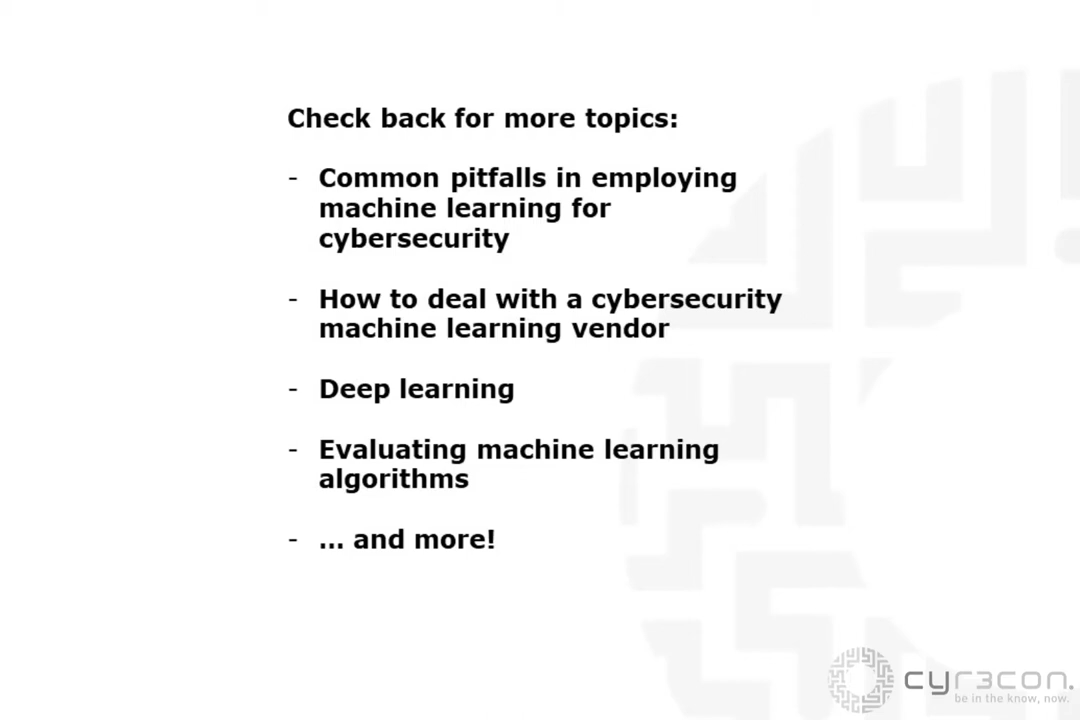 Check back for more topics:
- Common pitfalls in employing
machine learning for
cybersecurity
- How to deal with a cybersecurity
machine learning vendor
- Deep learning
- Evaluating machine learning
algorithms
- ... and more!
cyr3con.
be in the know, now.